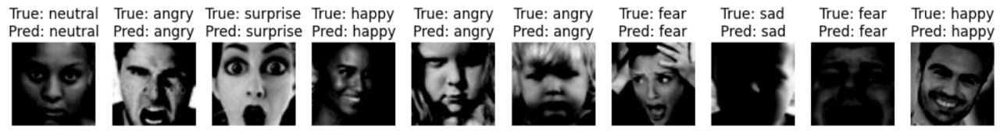 True: neutral
Pred: neutral
True: angry
Pred: angry
True: surprise
Pred: surprise
True: happy
Pred: happy
True: angry
Pred: angry
True: angry
Pred: angry
True: fear
Pred: fear
True: sad
Pred: sad
True: fear
Pred: fear
True: happy
Pred: happy